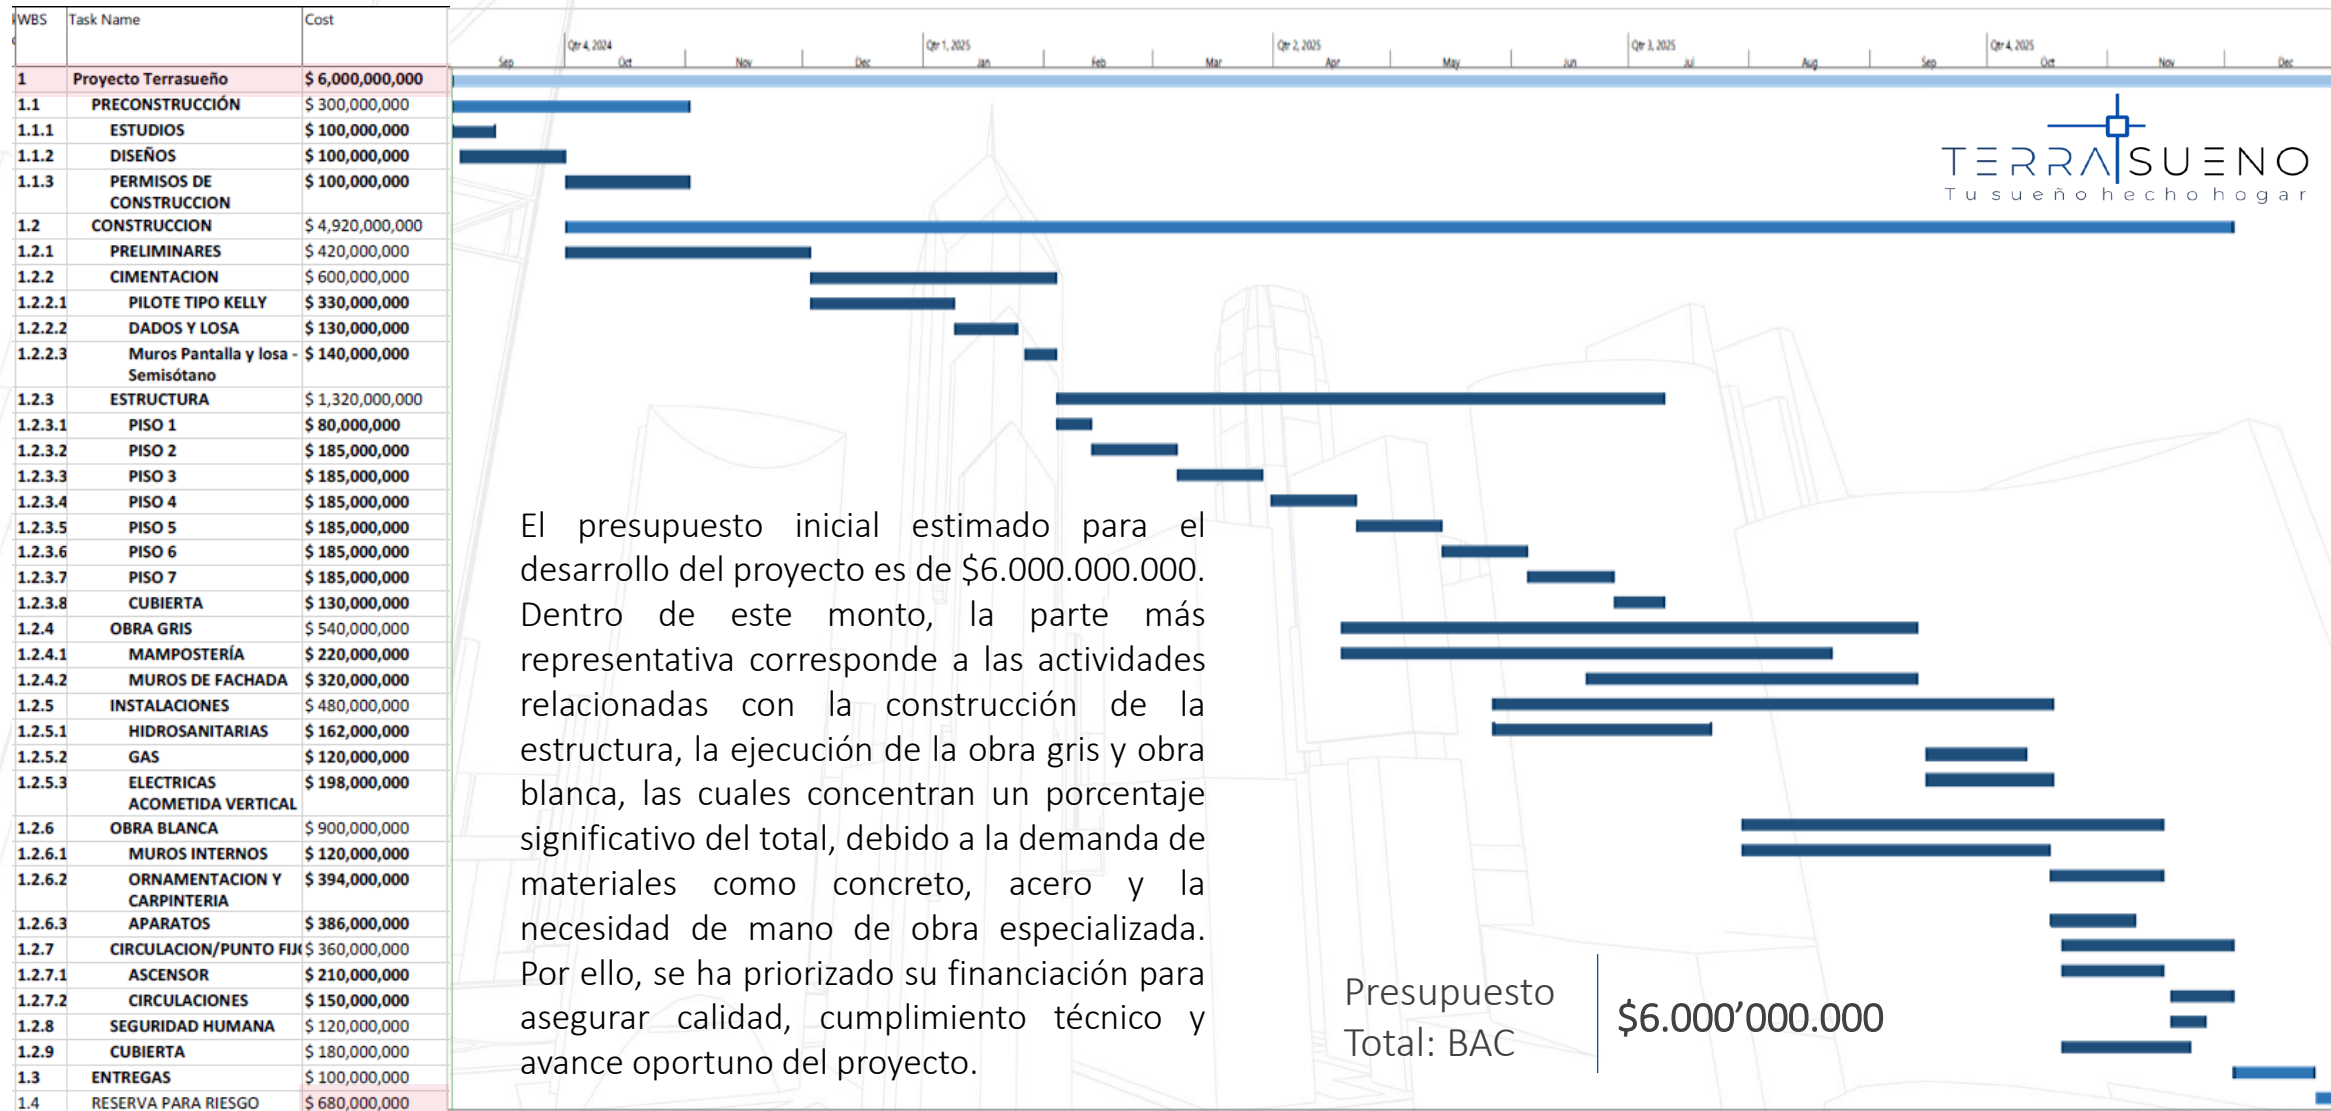 WBS Task Name Cost
Qtr 4, 2024 Qtr 1, 2025 Qtr 2, 2025 Qtr 3, 2025 Qtr 4, 2025
Sep Oct Nov Dec Jan Feb Mar Apr May Jun Jul Aug Sep Oct Nov Dec
1 Proyecto Terrasueño $ 6,000,000,000
1.1 PRECONSTRUCCIÓN $ 300,000,000
1.1.1 ESTUDIOS $ 100,000,000
1.1.2 DISEÑOS $ 100,000,000
1.1.3 PERMISOS DE $ 100,000,000
CONSTRUCCION
1.2 CONSTRUCCION $ 4,920,000,000
1.2.1 PRELIMINARES $ 420,000,000
1.2.2 CIMENTACION $ 600,000,000
1.2.2.1 PILOTE TIPO KELLY $ 330,000,000
1.2.2.2 DADOS Y LOSA $ 130,000,000
1.2.2.3 Muros Pantalla y losa - $ 140,000,000
Semisótano
1.2.3 ESTRUCTURA $ 1,320,000,000
1.2.3.1 PISO 1 $ 80,000,000
1.2.3.2 PISO 2 $ 185,000,000
1.2.3.3 PISO 3 $ 185,000,000
1.2.3.4 PISO 4 $ 185,000,000
1.2.3.5 PISO 5 $ 185,000,000
1.2.3.6 PISO 6 $ 185,000,000
1.2.3.7 PISO 7 $ 185,000,000
1.2.3.8 CUBIERTA $ 130,000,000
1.2.4 OBRA GRIS $ 540,000,000
1.2.4.1 MAMPOSTERÍA $ 220,000,000
1.2.4.2 MUROS DE FACHADA $ 320,000,000
1.2.5 INSTALACIONES $ 480,000,000
1.2.5.1 HIDROSANITARIAS $ 162,000,000
1.2.5.2 GAS $ 120,000,000
1.2.5.3 ELECTRICAS $ 198,000,000
ACOMETIDA VERTICAL
1.2.6 OBRA BLANCA $ 900,000,000
1.2.6.1 MUROS INTERNOS $ 120,000,000
1.2.6.2 ORNAMENTACION Y $ 394,000,000
CARPINTERIA
1.2.6.3 APARATOS $ 386,000,000
1.2.7 CIRCULACION/PUNTO FIJO $ 360,000,000
1.2.7.1 ASCENSOR $ 210,000,000
1.2.7.2 CIRCULACIONES $ 150,000,000
1.2.8 SEGURIDAD HUMANA $ 120,000,000
1.2.9 CUBIERTA $ 180,000,000
1.3 ENTREGAS $ 100,000,000
1.4 RESERVA PARA RIESGO $ 680,000,000
TERRASUENO
Tu sueño hecho hogar
El presupuesto inicial estimado para el
desarrollo del proyecto es de $6.000.000.000.
Dentro de este monto, la parte más
representativa corresponde a las actividades
relacionadas con la construcción de la
estructura, la ejecución de la obra gris y obra
blanca, las cuales concentran un porcentaje
significativo del total, debido a la demanda de
materiales como concreto, acero y la
necesidad de mano de obra especializada.
Por ello, se ha priorizado su financiación para
asegurar calidad, cumplimiento técnico y
avance oportuno del proyecto.
Presupuesto
Total: BAC
$6.000’000.000